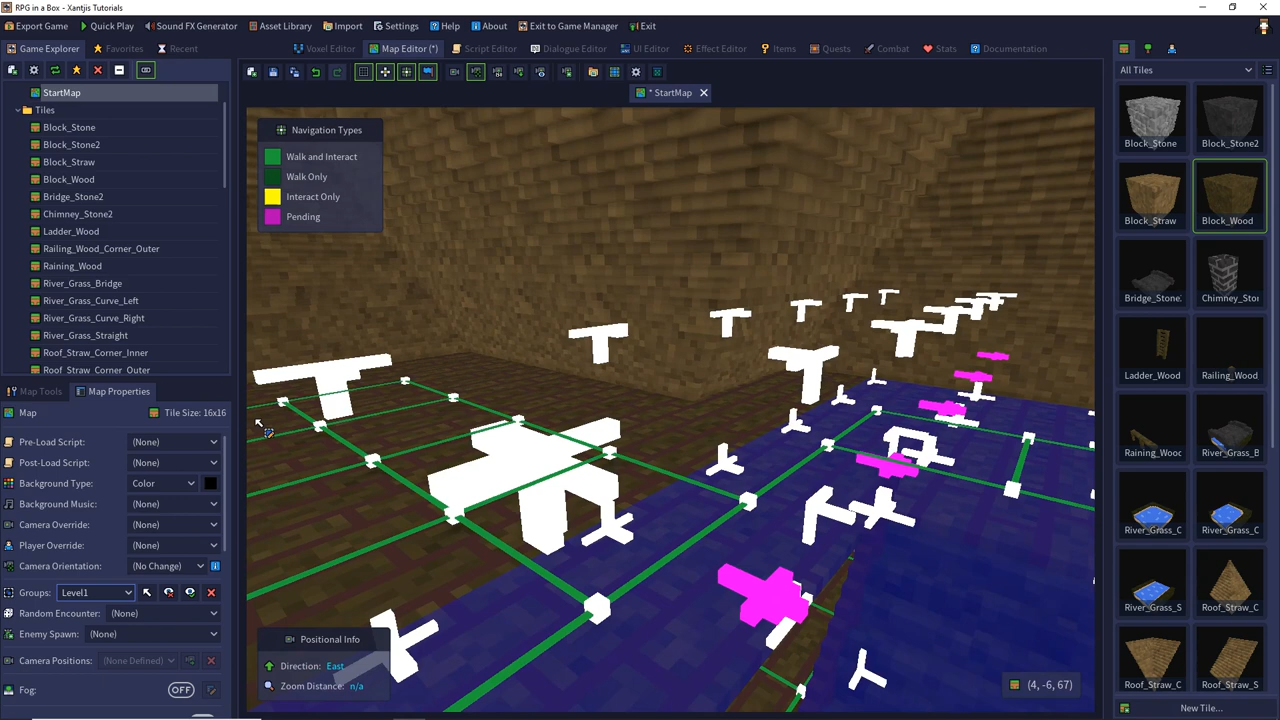 RPG in a Box - Xantjis Tutorials
Export Game Quick Play Sound FX Generator Asset Library Import Settings Help About Exit to Game Manager Exit
Game Explorer Favorites Recent
Voxel Editor Map Editor (*) Script Editor Dialogue Editor UI Editor Effect Editor Items Quests Combat Stats Documentation
* StartMap
StartMap
Tiles
Block_Stone
Block_Stone2
Block_Straw
Block_Wood
Bridge_Stone2
Chimney_Stone2
Ladder_Wood
Railing_Wood_Corner_Outer
Raining_Wood
River_Grass_Bridge
River_Grass_Curve_Left
River_Grass_Curve_Right
River_Grass_Straight
Roof_Straw_Corner_Inner
Roof_Straw_Corner_Outer
Map Tools Map Properties
Map Tile Size: 16x16
Pre-Load Script: (None)
Post-Load Script: (None)
Background Type: Color
Background Music: (None)
Camera Override: (None)
Player Override: (None)
Camera Orientation: (No Change)
Groups: Level1
Random Encounter: (None)
Enemy Spawn: (None)
Camera Positions: (None Defined)
Fog: OFF
Navigation Types
Walk and Interact
Walk Only
Interact Only
Pending
Positional Info
Direction: East
Zoom Distance: n/a
(4, -6, 67)
All Tiles
Block_Stone Block_Stone2
Block_Straw Block_Wood
Bridge_Stone: Chimney_Stor
Ladder_Wood Railing_Wood
Raining_Wooc River_Grass_B
River_Grass_C River_Grass_C
River_Grass_S Roof_Straw_C
Roof_Straw_C Roof_Straw_S
New Tile...